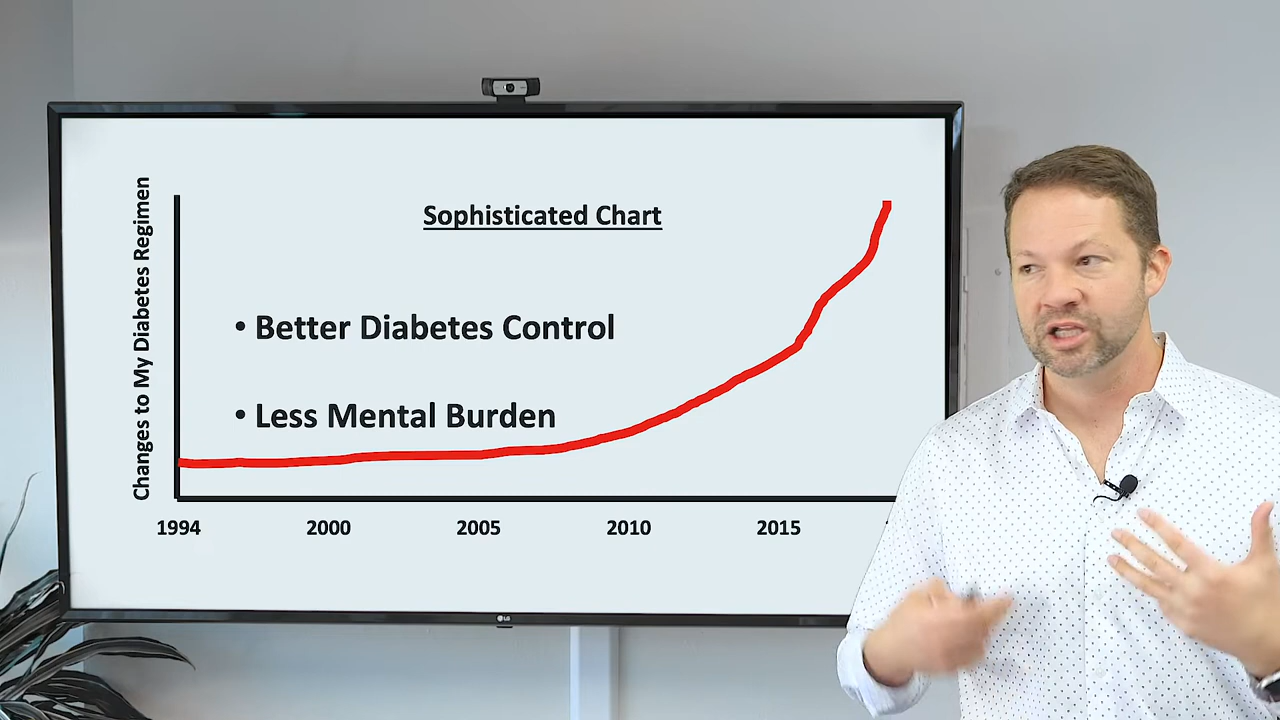 Sophisticated Chart
Changes to My Diabetes Regimen
• Better Diabetes Control
• Less Mental Burden
1994 2000 2005 2010 2015
LG